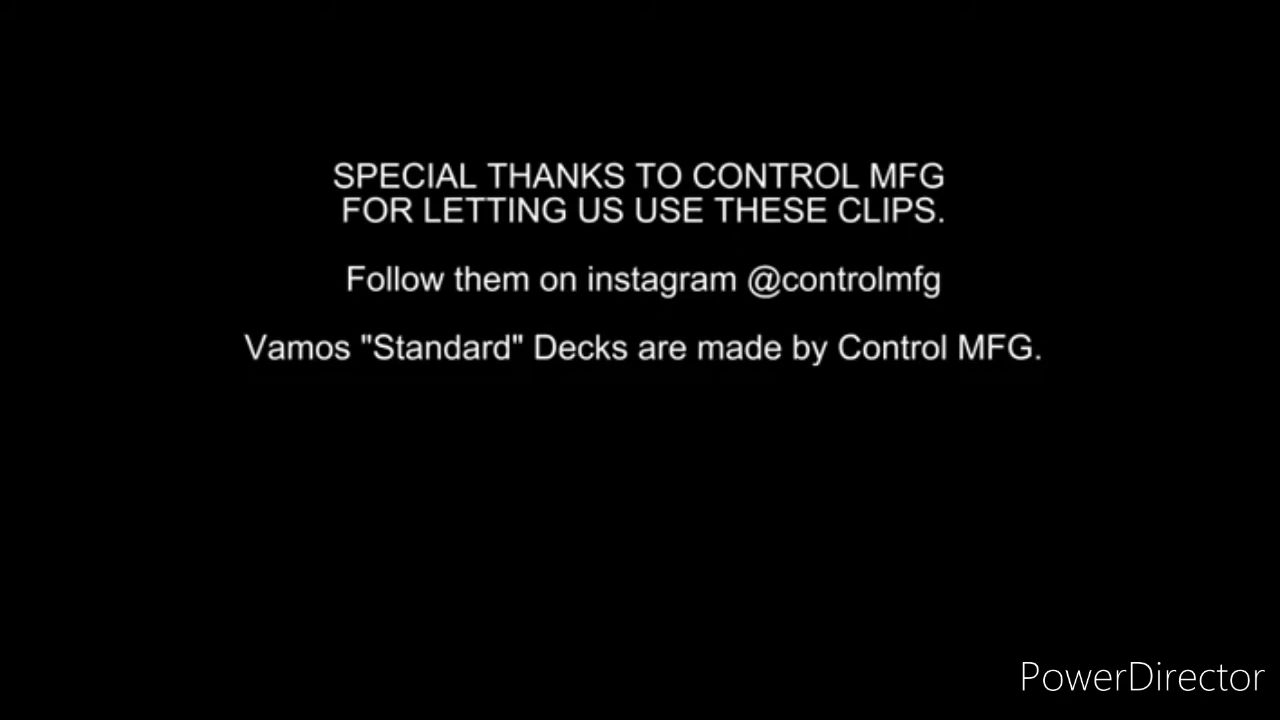 SPECIAL THANKS TO CONTROL MFG
FOR LETTING US USE THESE CLIPS.
Follow them on instagram @controlmfg
Vamos "Standard" Decks are made by Control MFG.
PowerDirector